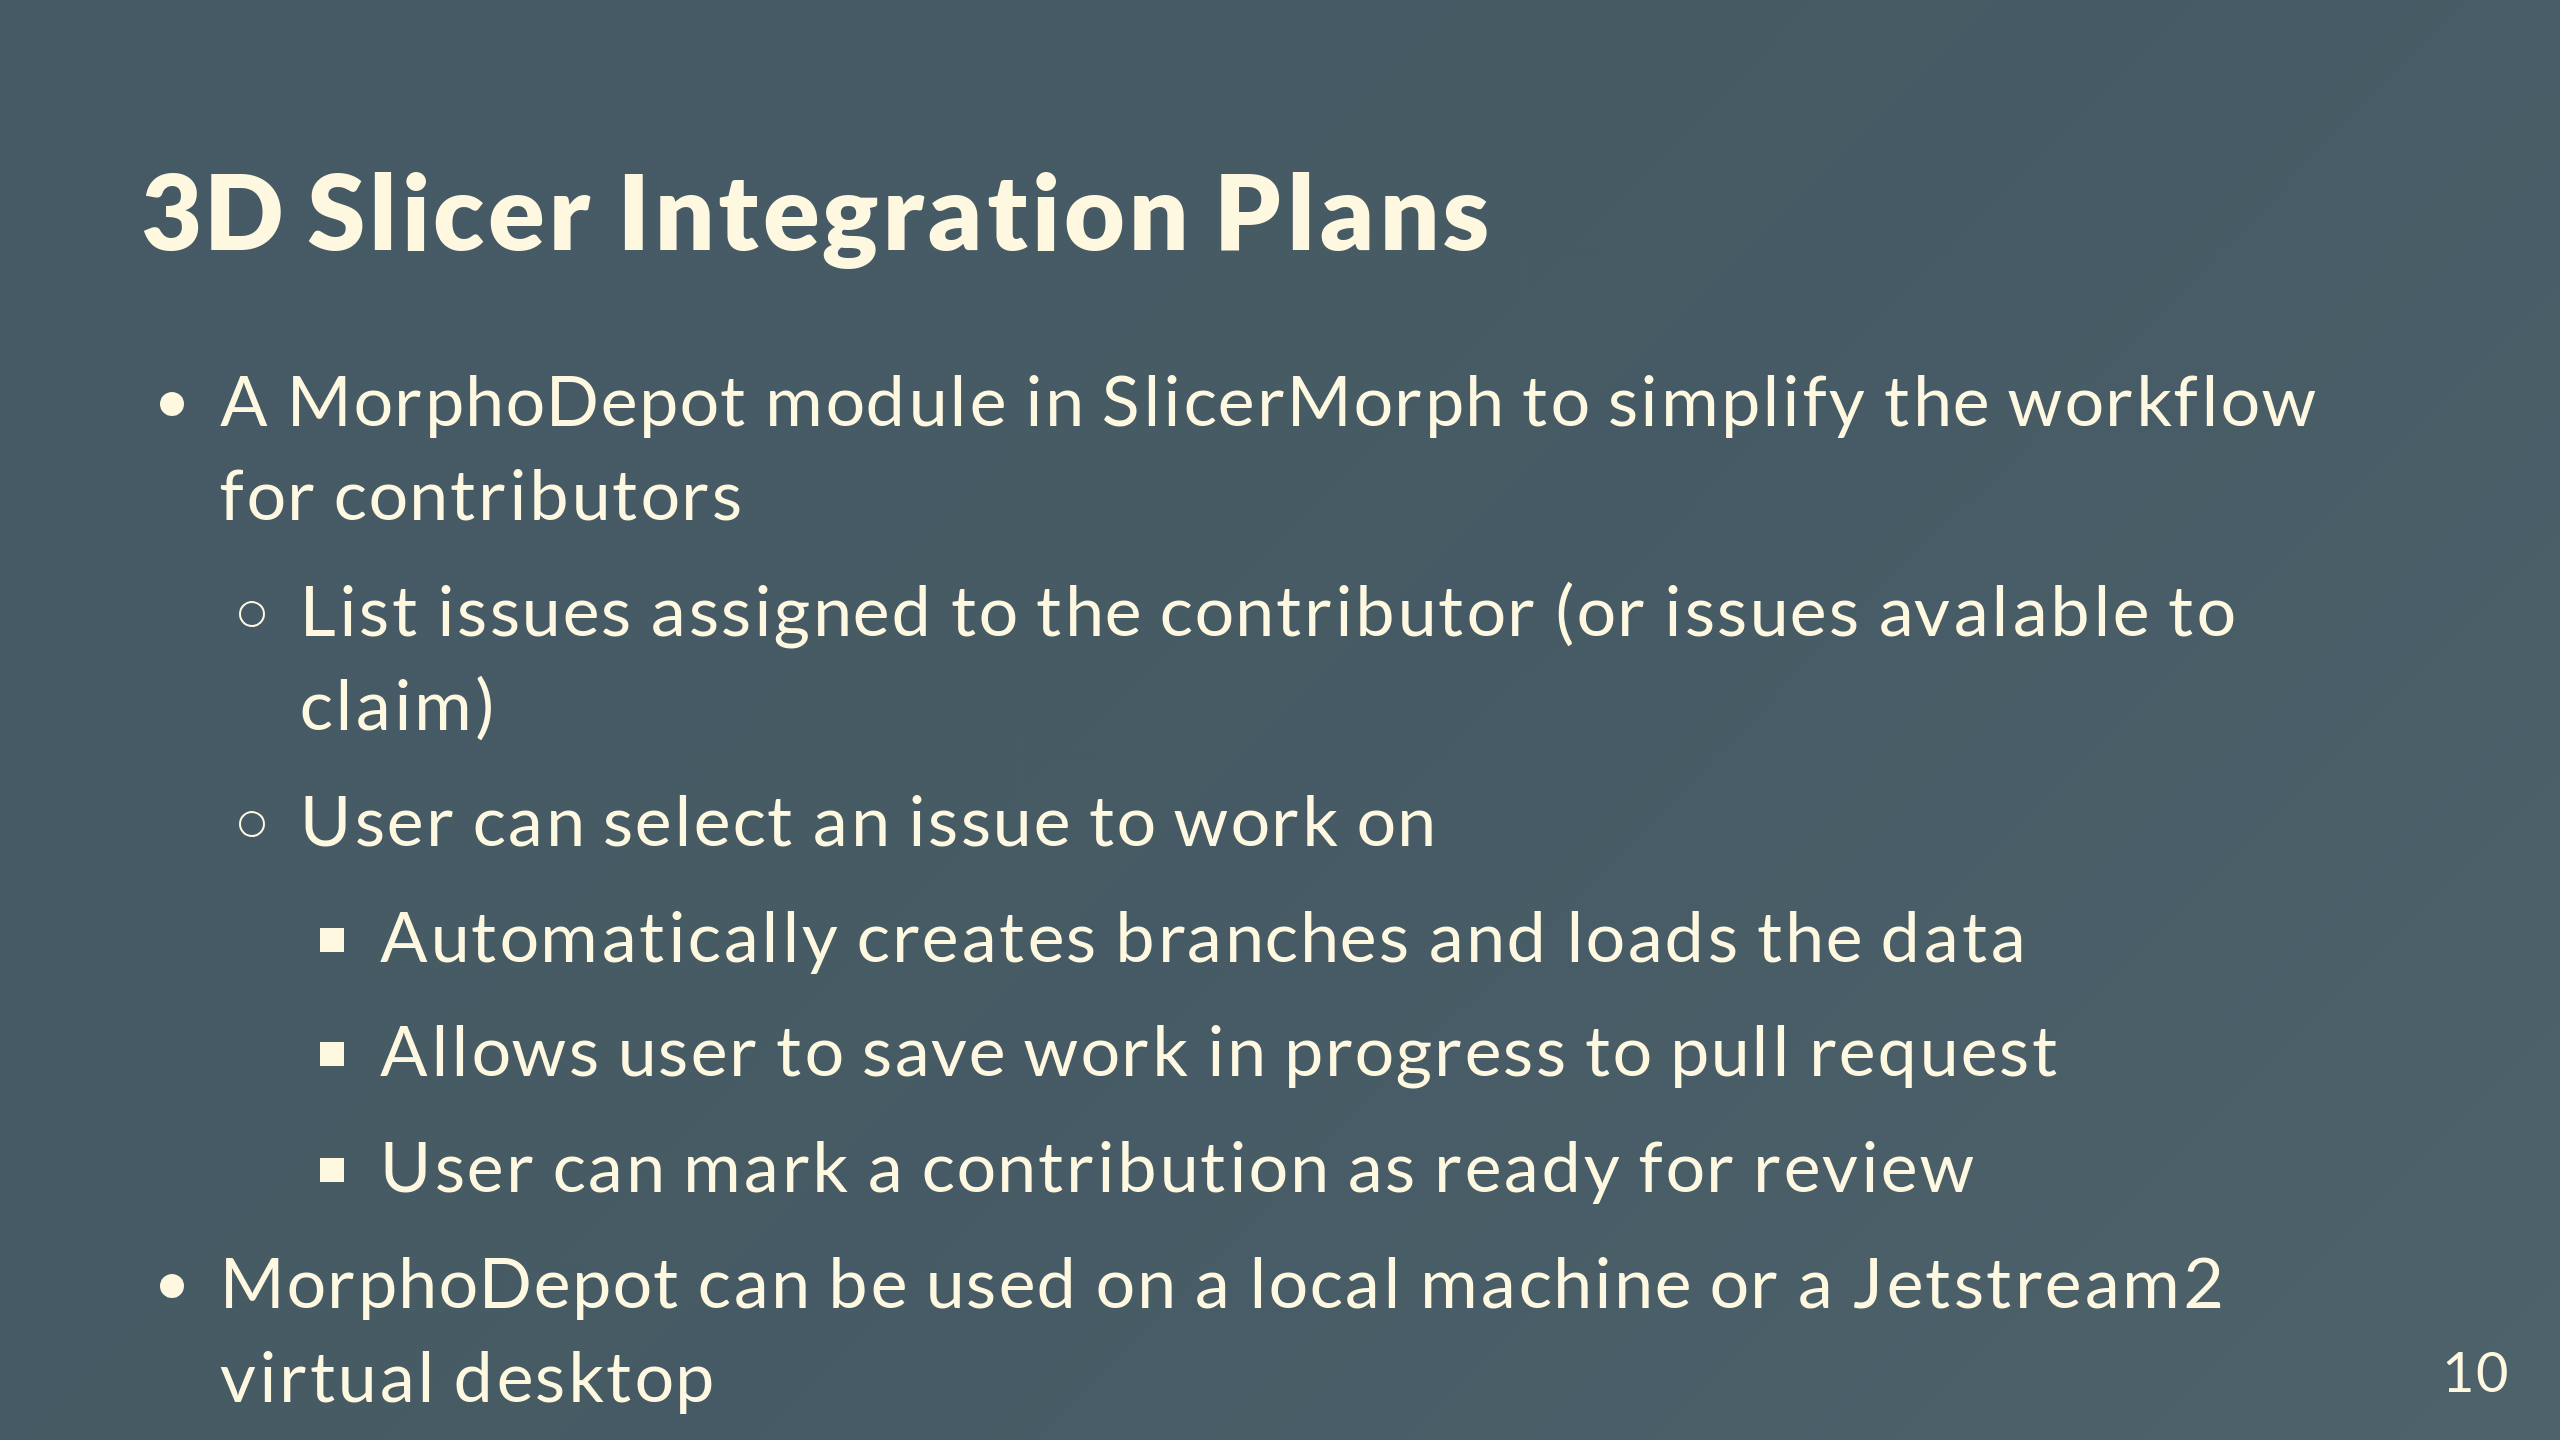 3D Slicer Integration Plans
• A MorphoDepot module in SlicerMorph to simplify the workflow
for contributors
○ List issues assigned to the contributor (or issues avalable to
claim)
○ User can select an issue to work on
▪ Automatically creates branches and loads the data
▪ Allows user to save work in progress to pull request
▪ User can mark a contribution as ready for review
• MorphoDepot can be used on a local machine or a Jetstream2
virtual desktop
10